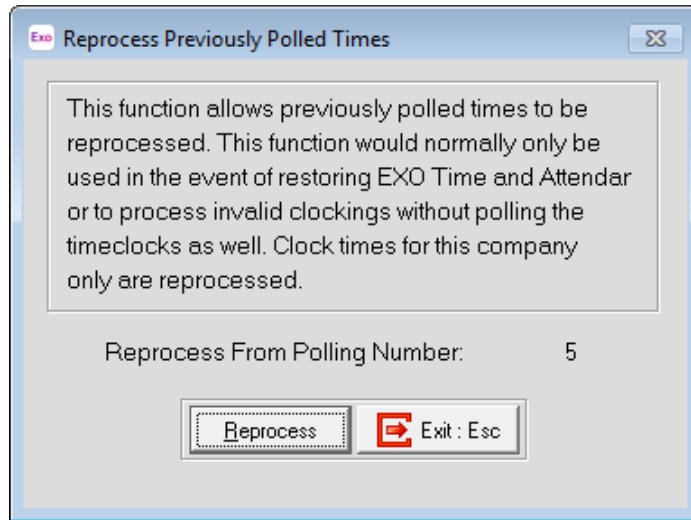 Exo Reprocess Previously Polled Times
This function allows previously polled times to be
reprocessed. This function would normally only be
used in the event of restoring EXO Time and Attendar
or to process invalid clockings without polling the
timeclocks as well. Clock times for this company
only are reprocessed.
Reprocess From Polling Number: 5
Reprocess Exit : Esc